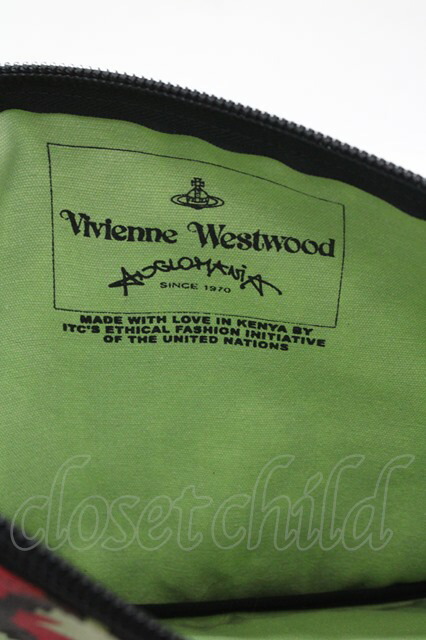 Vivienne Westwood
ANGLOMANIA
SINCE 1970
MADE WITH LOVE IN KENYA BY
ITC'S ETHICAL FASHION INITIATIVE
OF THE UNITED NATIONS
closetchild